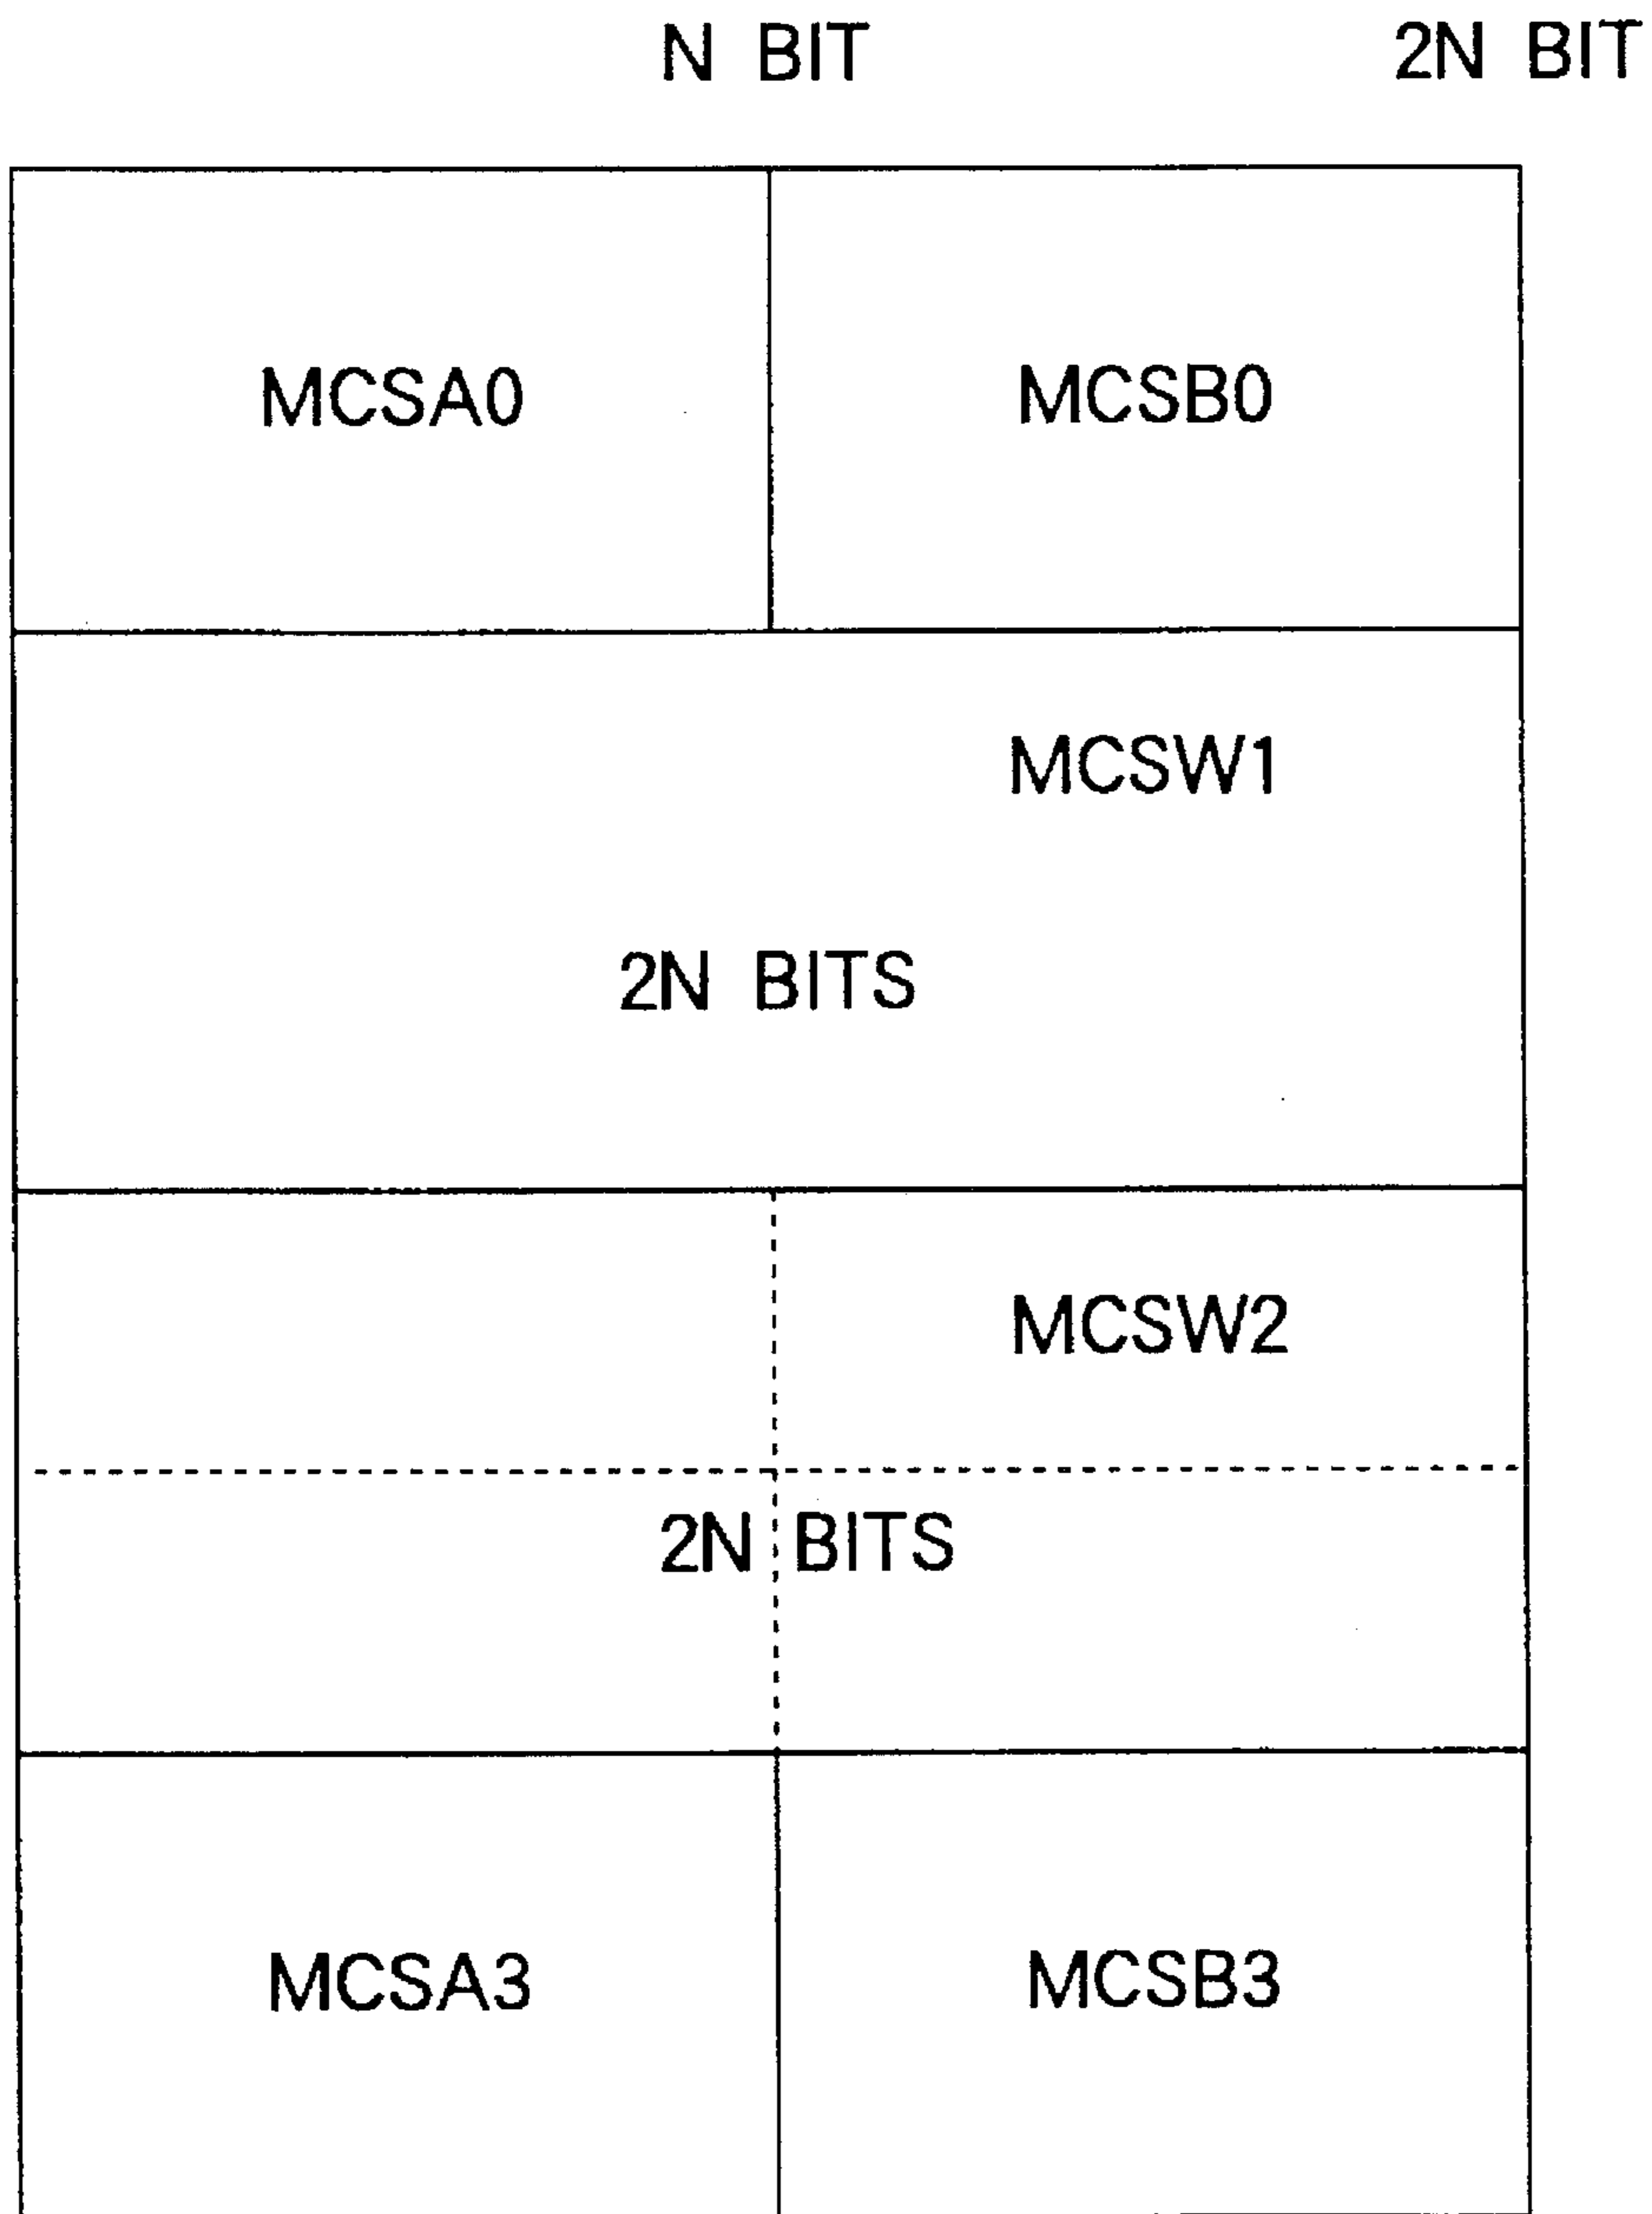 N BIT 2N BIT
MCSA0 MCSB0
MCSW1
2N BITS
MCSW2
2N BITS
MCSA3 MCSB3